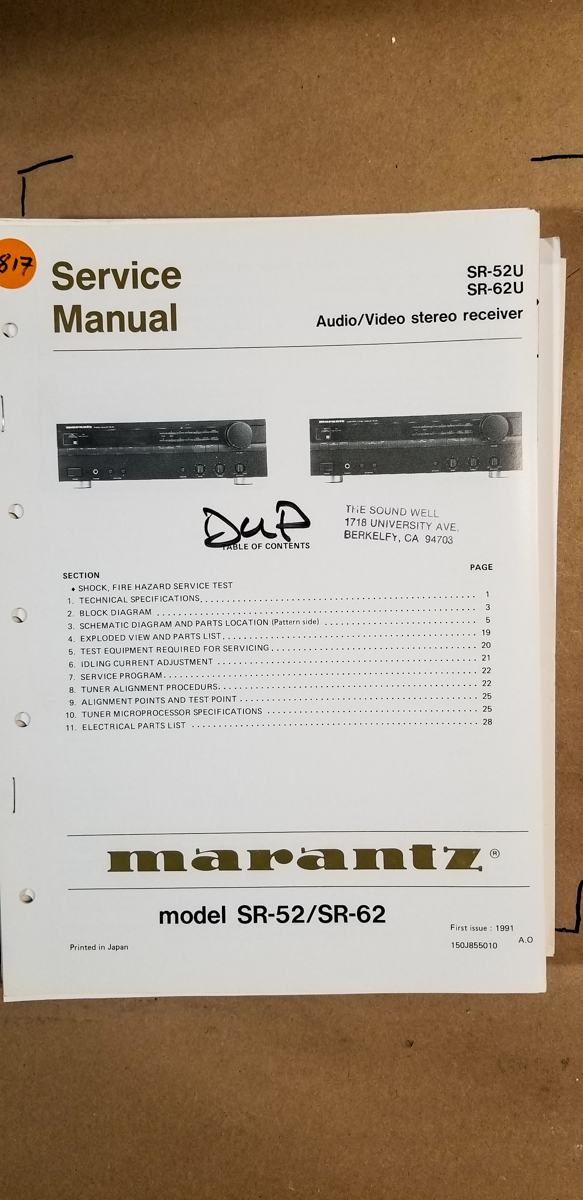 817
Service
Manual
SR-52U
SR-62U
Audio/Video stereo receiver
marantz
marantz
DUP
THE SOUND WELL
1718 UNIVERSITY AVE.
BERKELEY, CA 94703
TABLE OF CONTENTS
SECTION PAGE
♦ SHOCK, FIRE HAZARD SERVICE TEST
1. TECHNICAL SPECIFICATIONS 1
2. BLOCK DIAGRAM 3
3. SCHEMATIC DIAGRAM AND PARTS LOCATION (Pattern side) 5
4. EXPLODED VIEW AND PARTS LIST 19
5. TEST EQUIPMENT REQUIRED FOR SERVICING 20
6. IDLING CURRENT ADJUSTMENT 21
7. SERVICE PROGRAM 22
8. TUNER ALIGNMENT PROCEDURS 22
9. ALIGNMENT POINTS AND TEST POINT 25
10. TUNER MICROPROCESSOR SPECIFICATIONS 25
11. ELECTRICAL PARTS LIST 28
marantz®
model SR-52/SR-62
First issue : 1991
Printed in Japan
150J855010 A.O